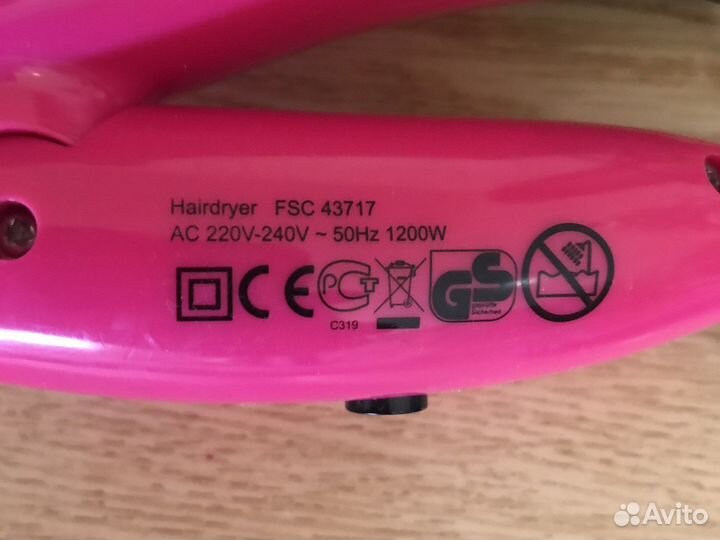 Hairdryer FSC 43717
AC 220V-240V ~ 50Hz 1200W
CE PCT GS
geprüfte
Sicherheit
C319
Avito